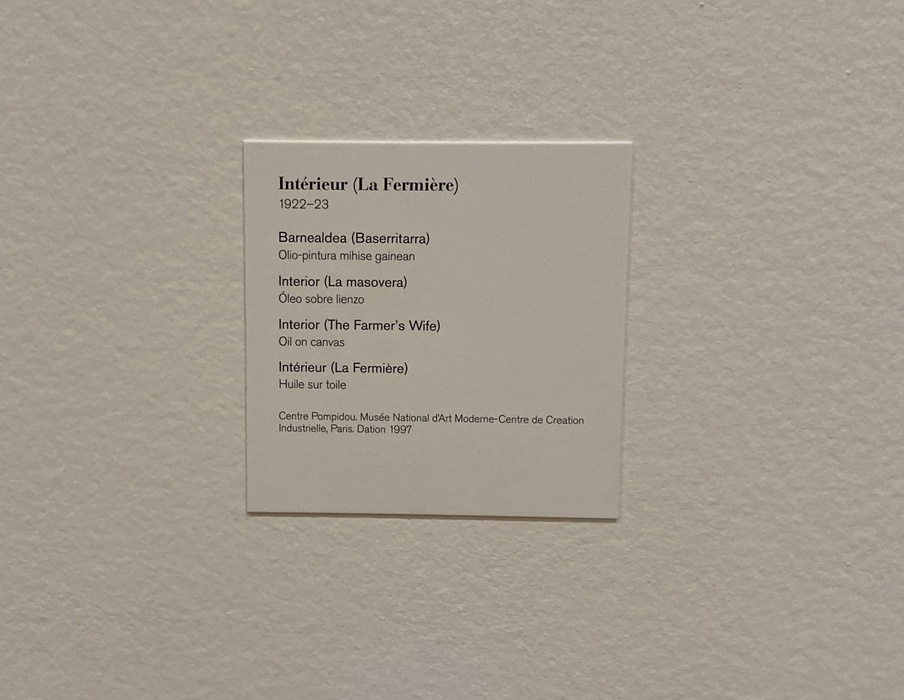 Intérieur (La Fermière)
1922–23
Barnealdea (Baserritarra)
Olio-pintura mihise gainean
Interior (La masovera)
Óleo sobre lienzo
Interior (The Farmer's Wife)
Oil on canvas
Intérieur (La Fermière)
Huile sur toile
Centre Pompidou. Musée National d'Art Moderne-Centre de Creation
Industrielle, Paris. Dation 1997